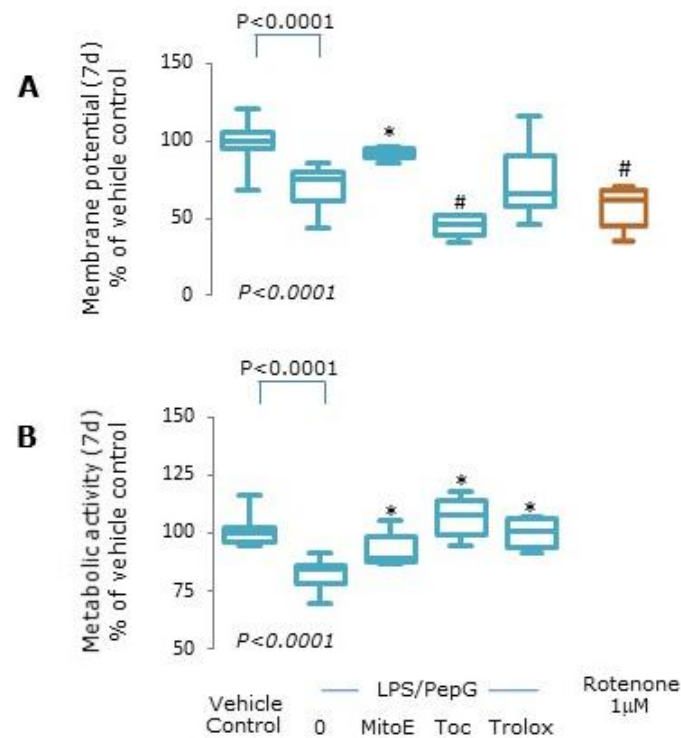 P<0.0001
A
Membrane potential (7d)
% of vehicle control
150
100
50
0
*
#
#
P<0.0001
P<0.0001
B
Metabolic activity (7d)
% of vehicle control
150
125
100
75
50
*
*
*
P<0.0001
LPS/PepG
Vehicle
Control
0
MitoE
Toc
Trolox
Rotenone
1µM